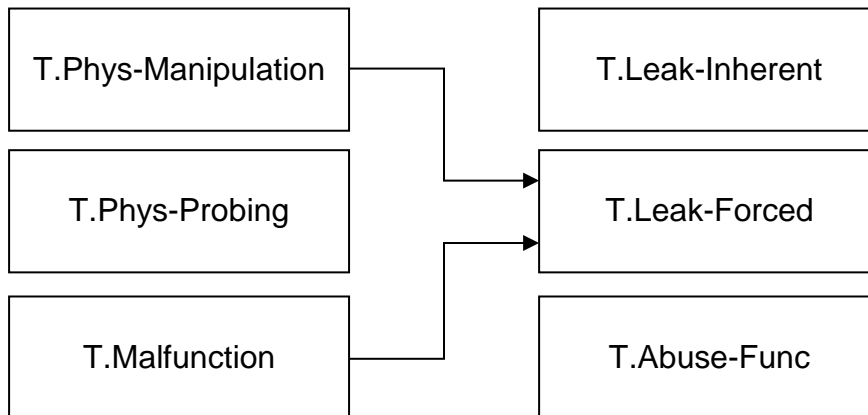 T.Phys-Manipulation
T.Leak-Inherent
T.Phys-Probing
T.Leak-Forced
T.Malfunction
T.Abuse-Func